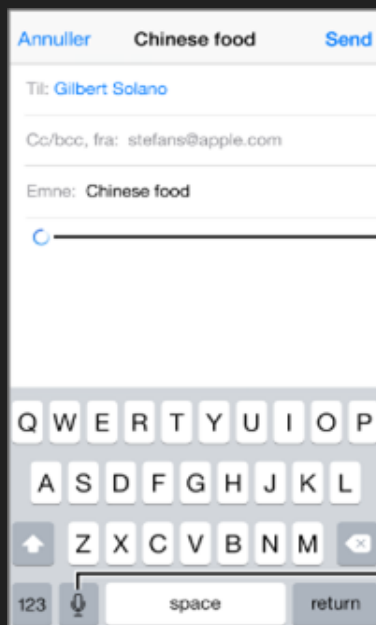 Annuller Chinese food Send
Til: Gilbert Solano
Cc/bcc, fra: stefans@apple.com
Emne: Chinese food
Q W E R T Y U I O P
A S D F G H J K L
Z X C V B N M
123 space return